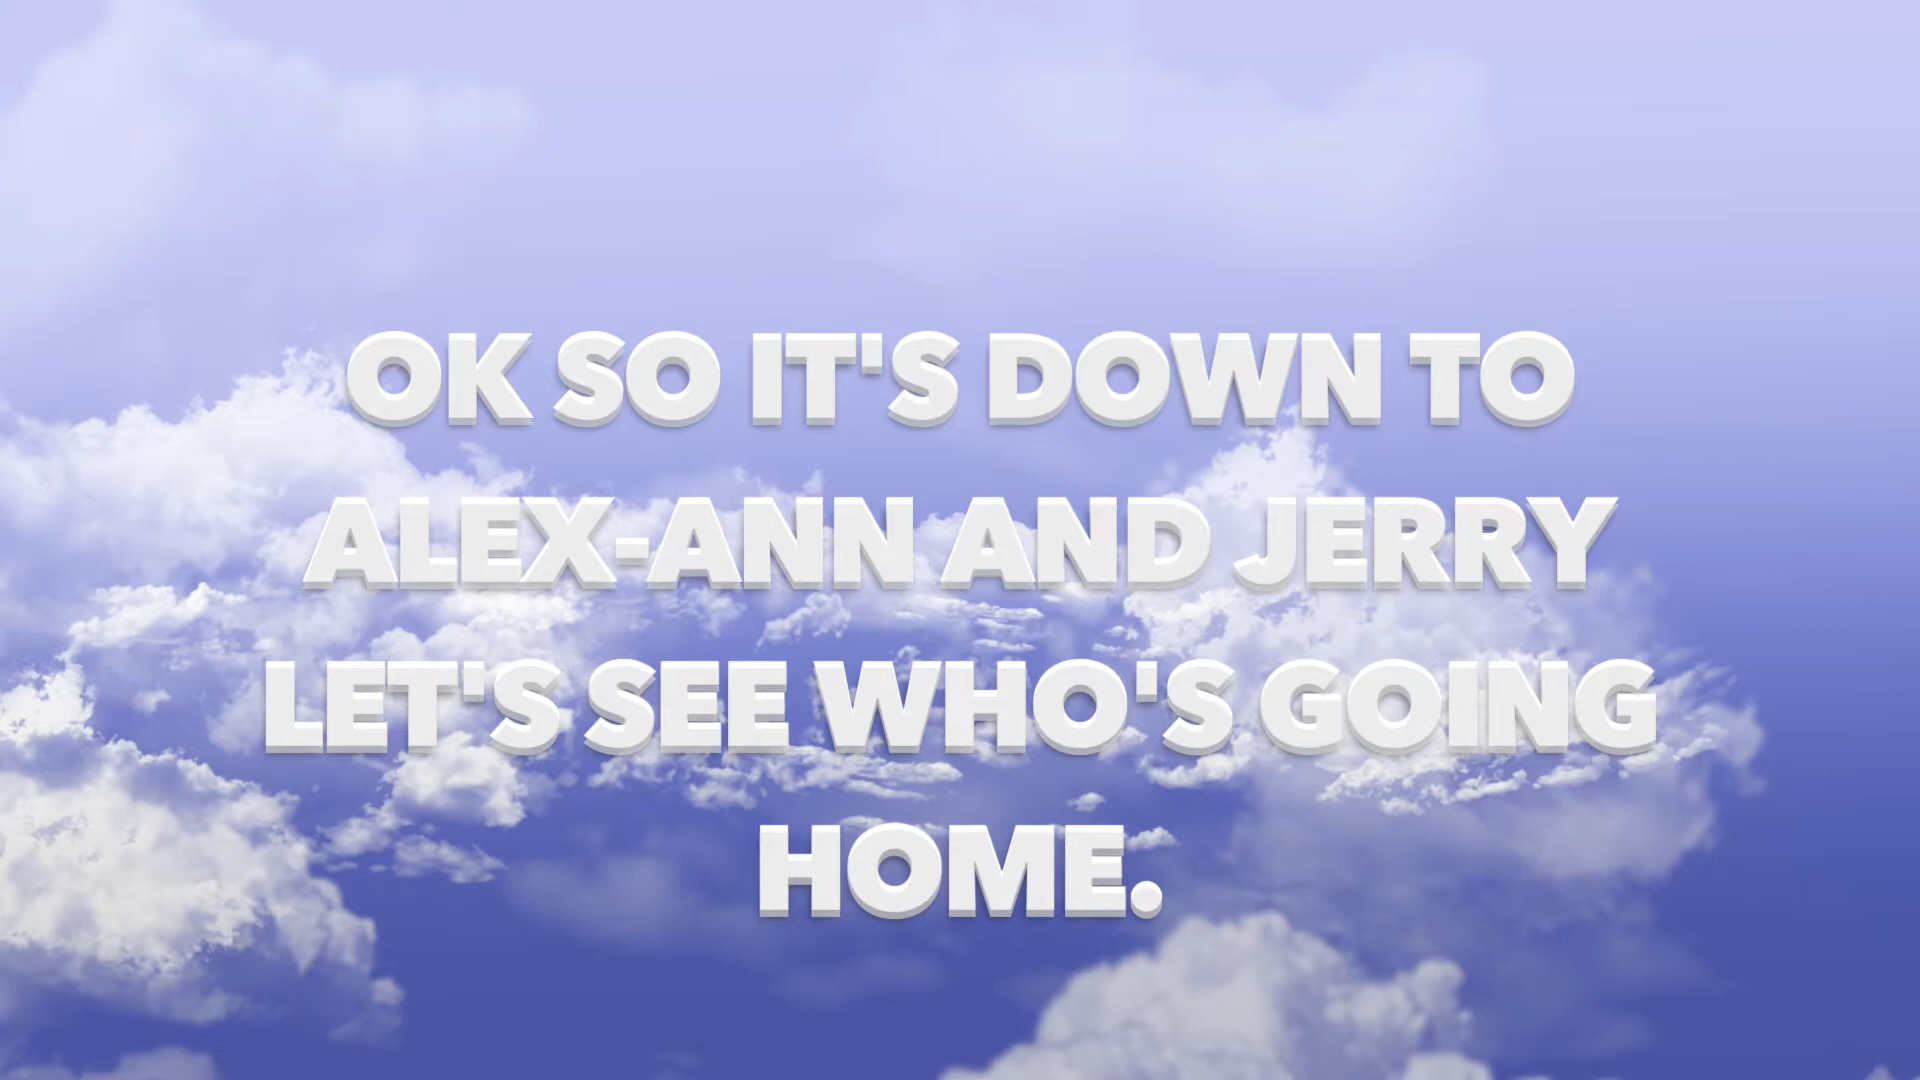 OK SO IT'S DOWN TO
ALEX-ANN AND JERRY
LET'S SEE WHO'S GOING
HOME.